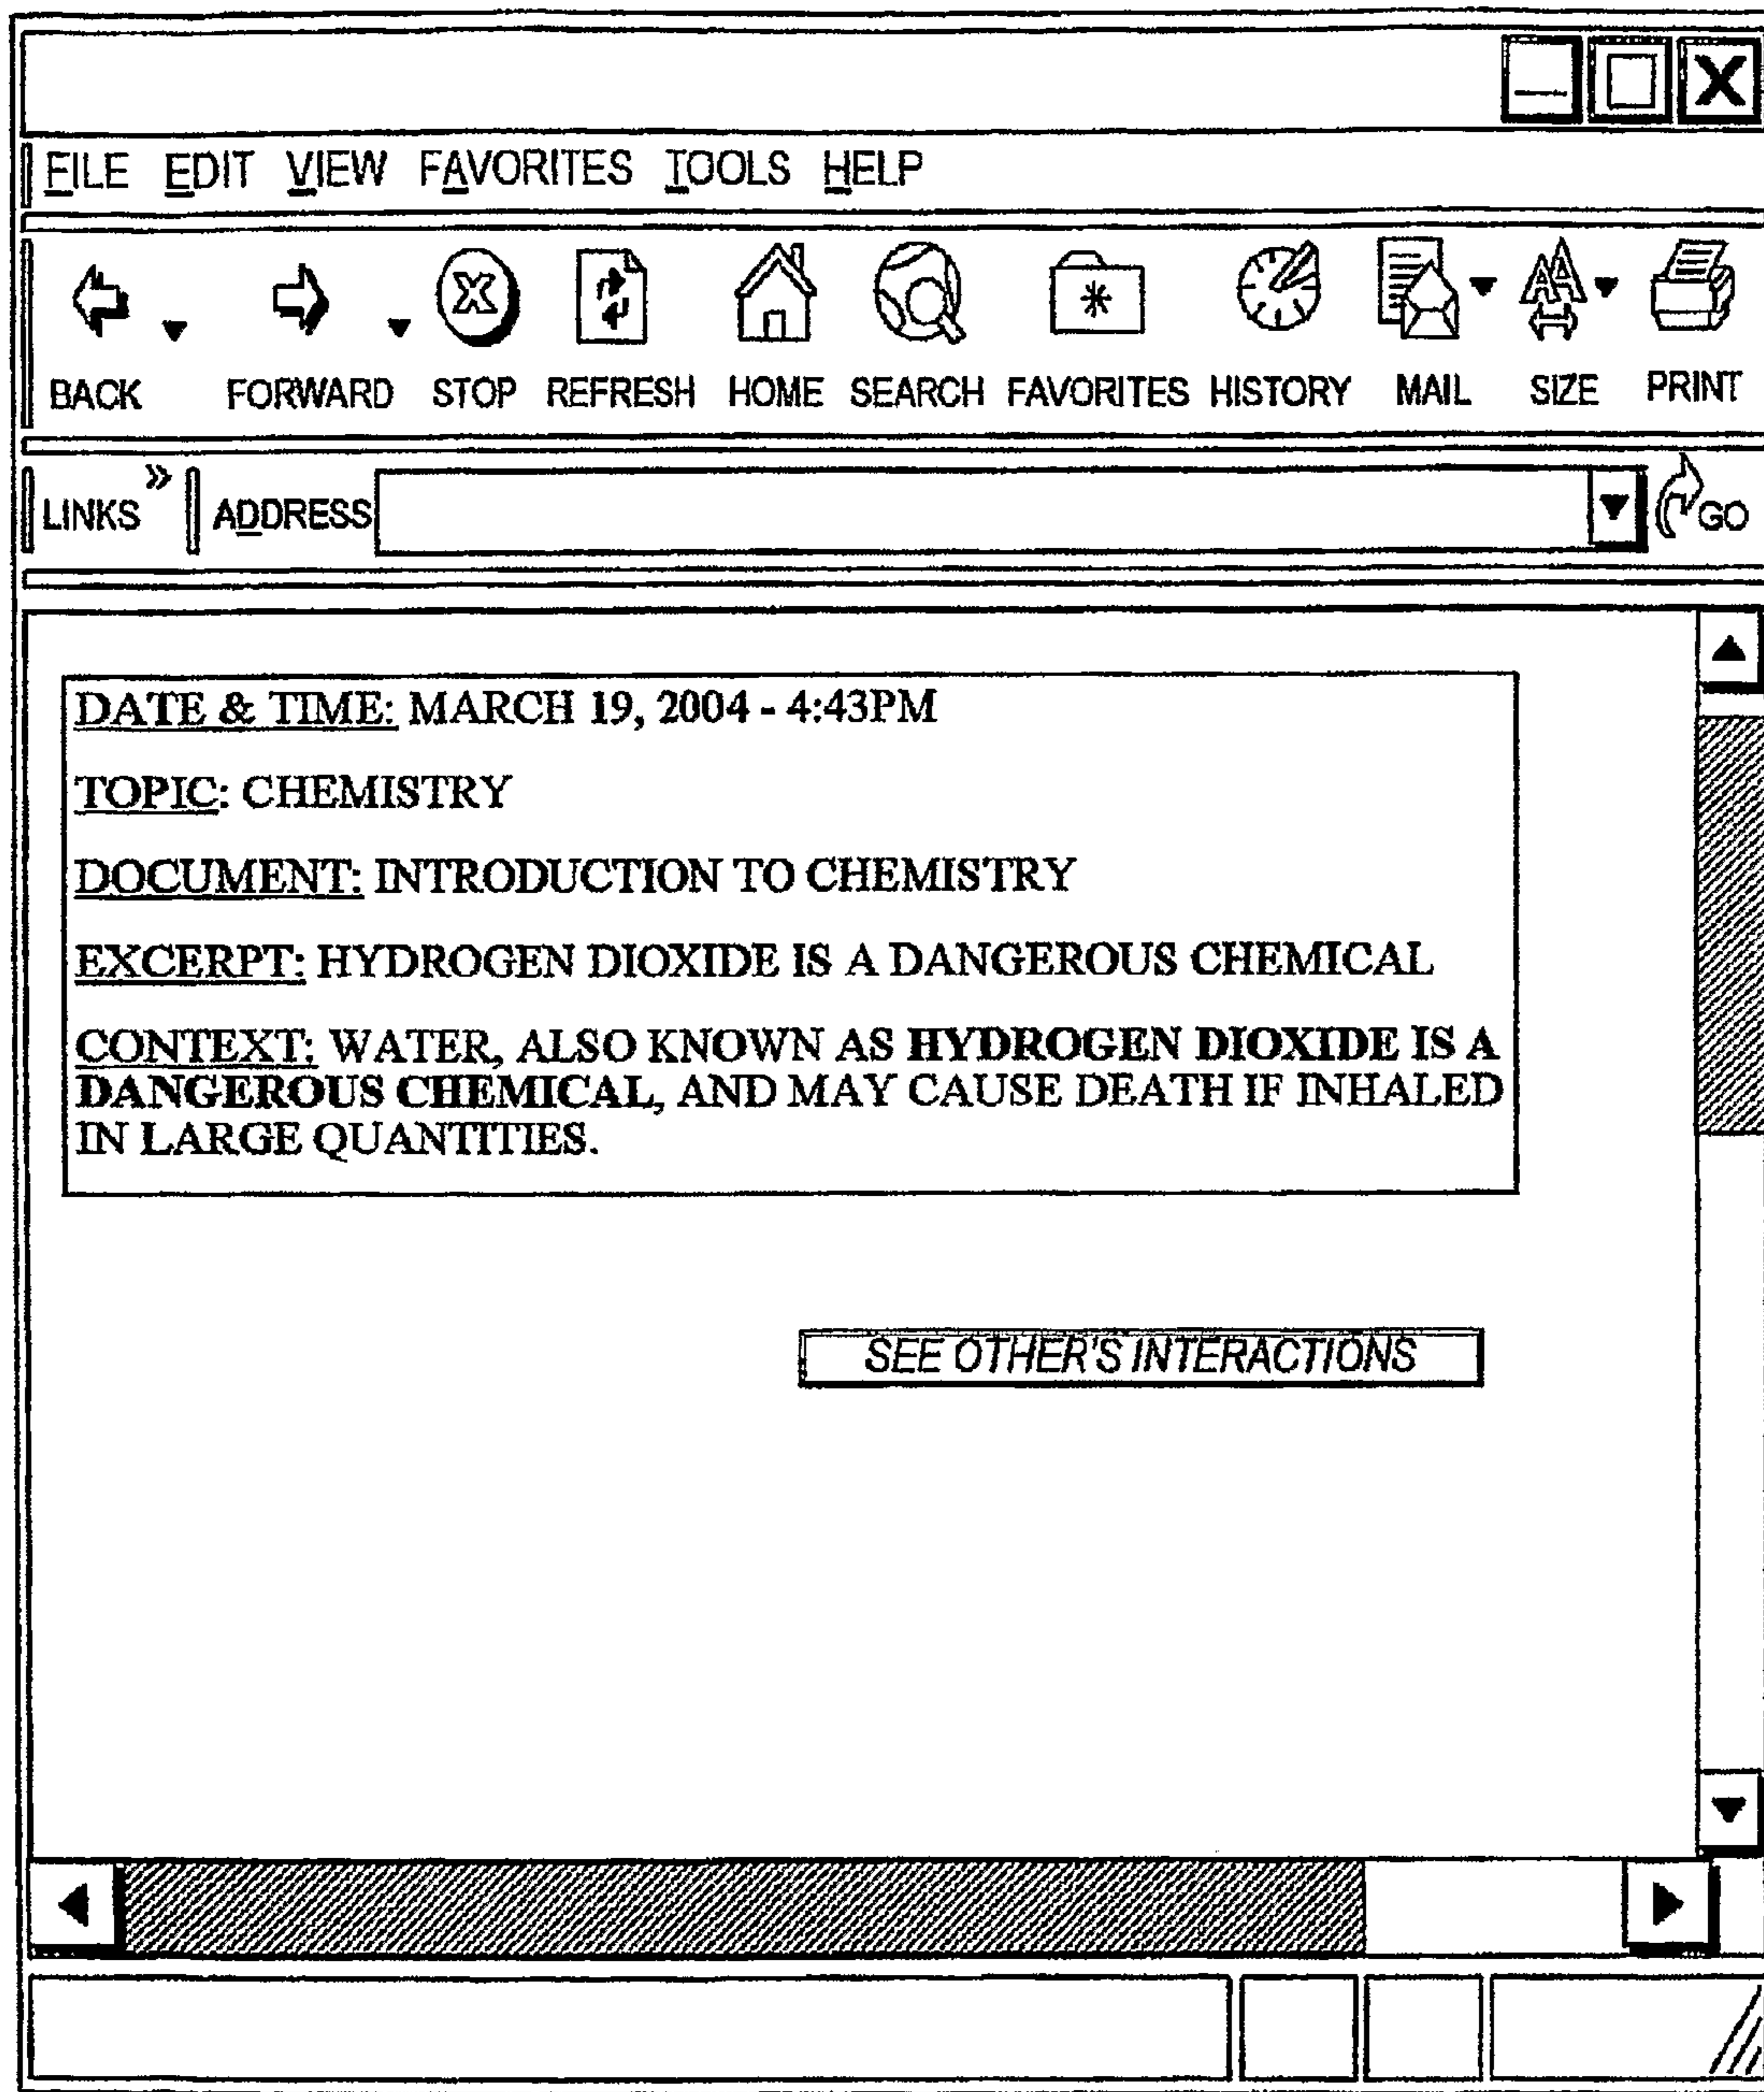 FILE EDIT VIEW FAVORITES TOOLS HELP
BACK FORWARD STOP REFRESH HOME SEARCH FAVORITES HISTORY MAIL SIZE PRINT
LINKS » ADDRESS GO
DATE & TIME: MARCH 19, 2004 - 4:43PM
TOPIC: CHEMISTRY
DOCUMENT: INTRODUCTION TO CHEMISTRY
EXCERPT: HYDROGEN DIOXIDE IS A DANGEROUS CHEMICAL
CONTEXT: WATER, ALSO KNOWN AS HYDROGEN DIOXIDE IS A
DANGEROUS CHEMICAL, AND MAY CAUSE DEATH IF INHALED
IN LARGE QUANTITIES.
SEE OTHER'S INTERACTIONS